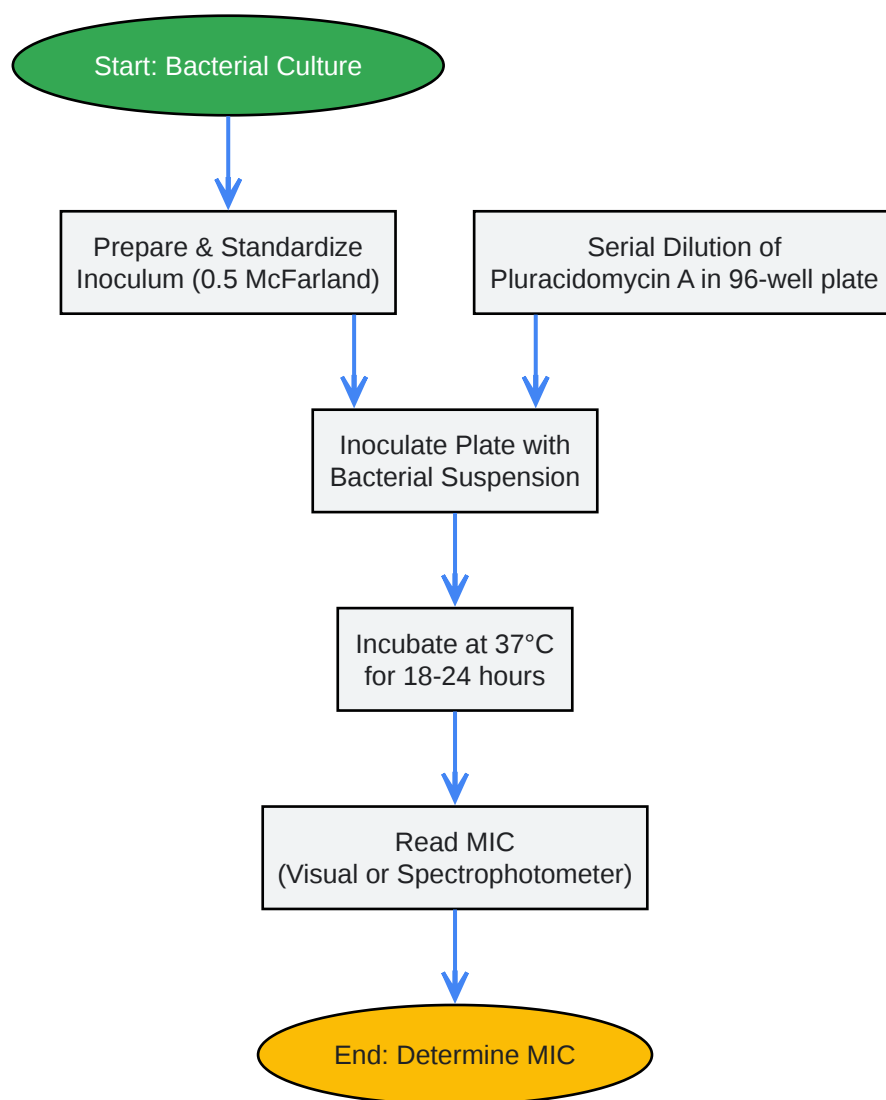 Start: Bacterial Culture
Prepare & Standardize
Inoculum (0.5 McFarland)
Serial Dilution of
Pluracidomycin A in 96-well plate
Inoculate Plate with
Bacterial Suspension
Incubate at 37°C
for 18-24 hours
Read MIC
(Visual or Spectrophotometer)
End: Determine MIC